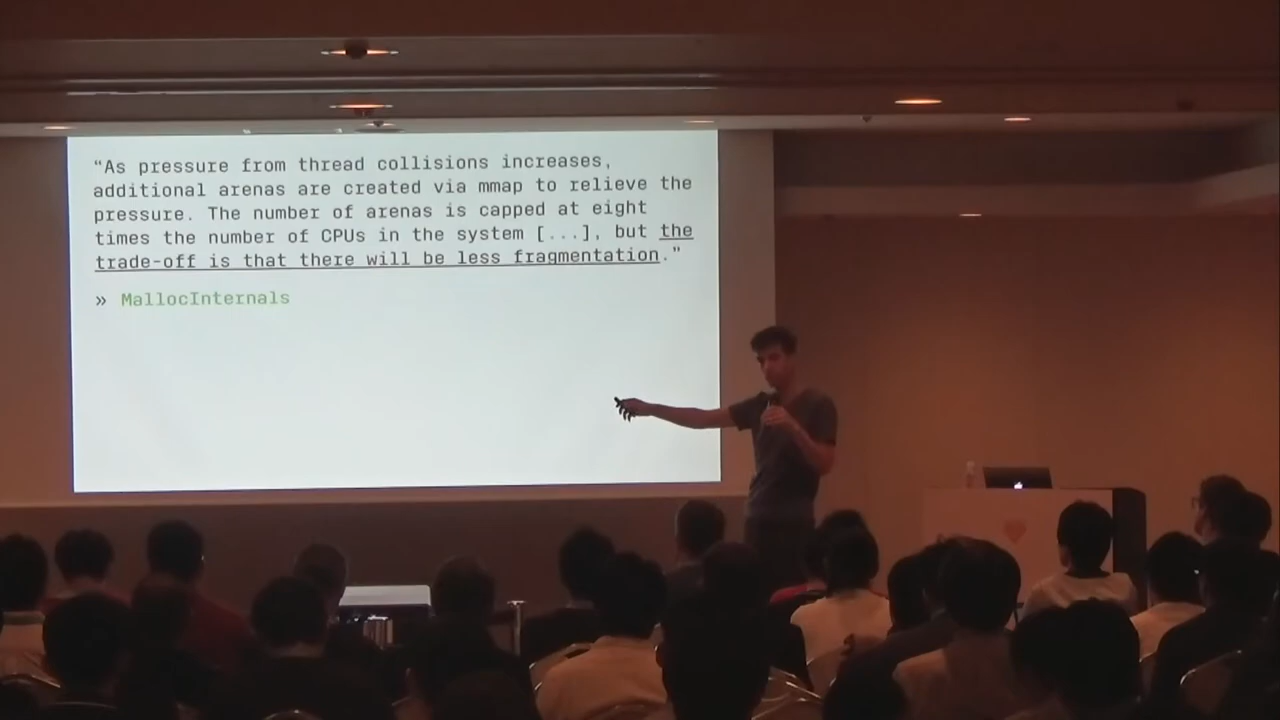 “As pressure from thread collisions increases,
additional arenas are created via mmap to relieve the
pressure. The number of arenas is capped at eight
times the number of CPUs in the system [...], but the
trade-off is that there will be less fragmentation.”
» MallocInternals